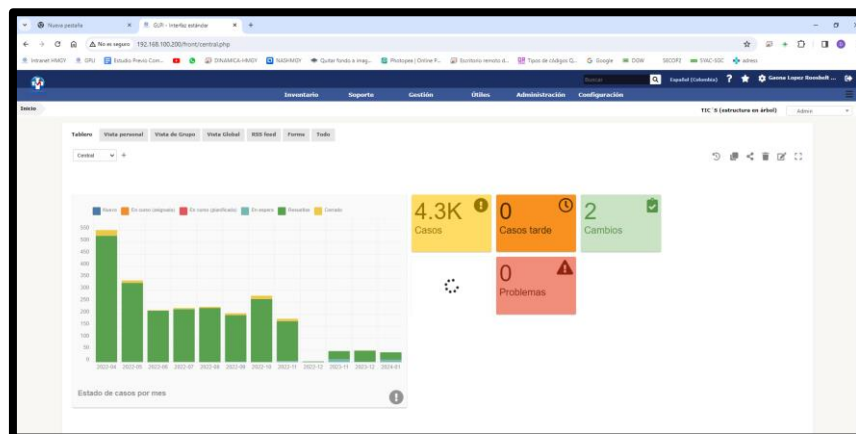 Nueva pestaña
GLPI - Interfaz estándar
No es seguro 192.168.100.200/front/central.php
Intranet HMOY GPLI Estudio Previo Com... DINAMICA-HMOY NASHMOY Quitar fondo a imag... Photopea | Online P... Escritorio remoto d... Tipos de códigos Q... Google DGW SECOP2 SYAC-SGC adress
Buscar Español (Colombia)
Inventario Soporte Gestión Útiles Administración Configuración
Inicio TIC`S (estructura en árbol) Admin
Tablero Vista personal Vista de Grupo Vista Global RSS feed Forms Todo
Central
Nuevo En curso (asignada) En curso (planificada) En espera Resueltas Cerrado
4.3K Casos
0 Casos tarde
2 Cambios
0 Problemas
550
500
450
400
350
300
250
200
150
100
50
0
2022-04 2022-05 2022-06 2022-07 2022-08 2022-09 2022-10 2022-11 2022-12 2023-11 2023-12 2024-01
Estado de casos por mes